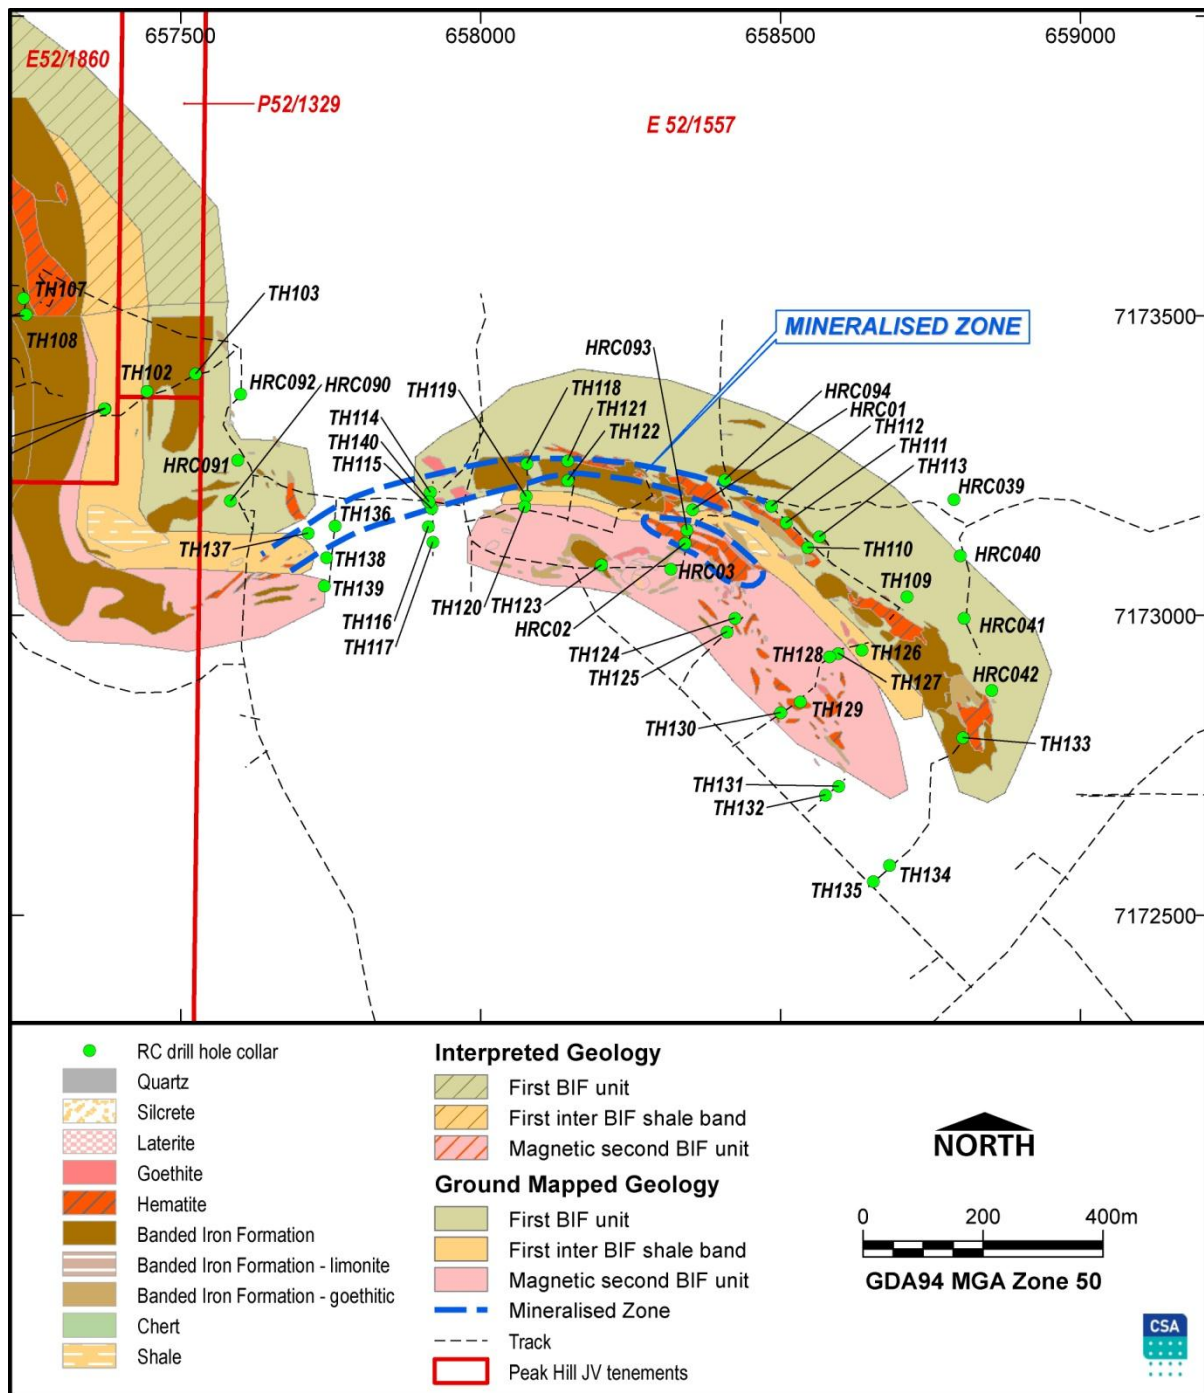 657500
658000
658500
659000
E52/1860
P52/1329
E 52/1557
TH107
TH103
7173500
MINERALISED ZONE
TH108
TH102
HRC092
HRC090
HRC093
HRC094
TH119
TH118
HRC01
TH114
TH121
TH112
TH140
TH122
TH111
TH115
TH113
HRC091
HRC039
TH136
TH137
TH110
HRC040
TH138
HRC03
TH109
TH139
TH120
TH123
TH116
HRC02
HRC041
TH117
7173000
TH124
TH128
TH126
TH125
TH127
HRC042
TH129
TH130
TH133
TH131
TH132
TH134
TH135
7172500
RC drill hole collar
Quartz
Silcrete
Laterite
Goethite
Hematite
Banded Iron Formation
Banded Iron Formation - limonite
Banded Iron Formation - goethitic
Chert
Shale
Interpreted Geology
First BIF unit
First inter BIF shale band
Magnetic second BIF unit
Ground Mapped Geology
First BIF unit
First inter BIF shale band
Magnetic second BIF unit
Mineralised Zone
Track
Peak Hill JV tenements
NORTH
0 200 400m
GDA94 MGA Zone 50
CSA